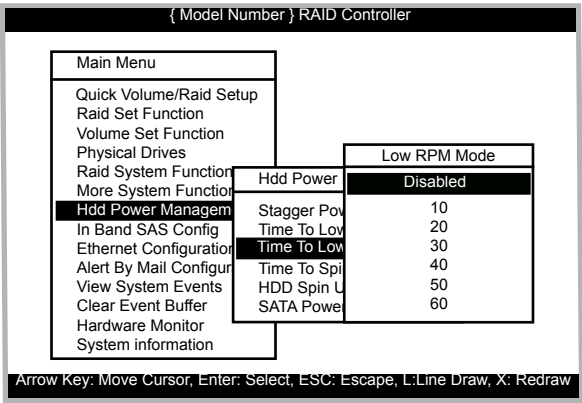 { Model Number } RAID Controller
Main Menu
Quick Volume/Raid Setup
Raid Set Function
Volume Set Function
Physical Drives
Raid System Function
More System Function
Hdd Power Managem
In Band SAS Config
Ethernet Configuration
Alert By Mail Configur
View System Events
Clear Event Buffer
Hardware Monitor
System information
Hdd Power
Stagger Pow
Time To Low
Time To Low
Time To Spi
HDD Spin U
SATA Power
Low RPM Mode
Disabled
10
20
30
40
50
60
Arrow Key: Move Cursor, Enter: Select, ESC: Escape, L:Line Draw, X: Redraw